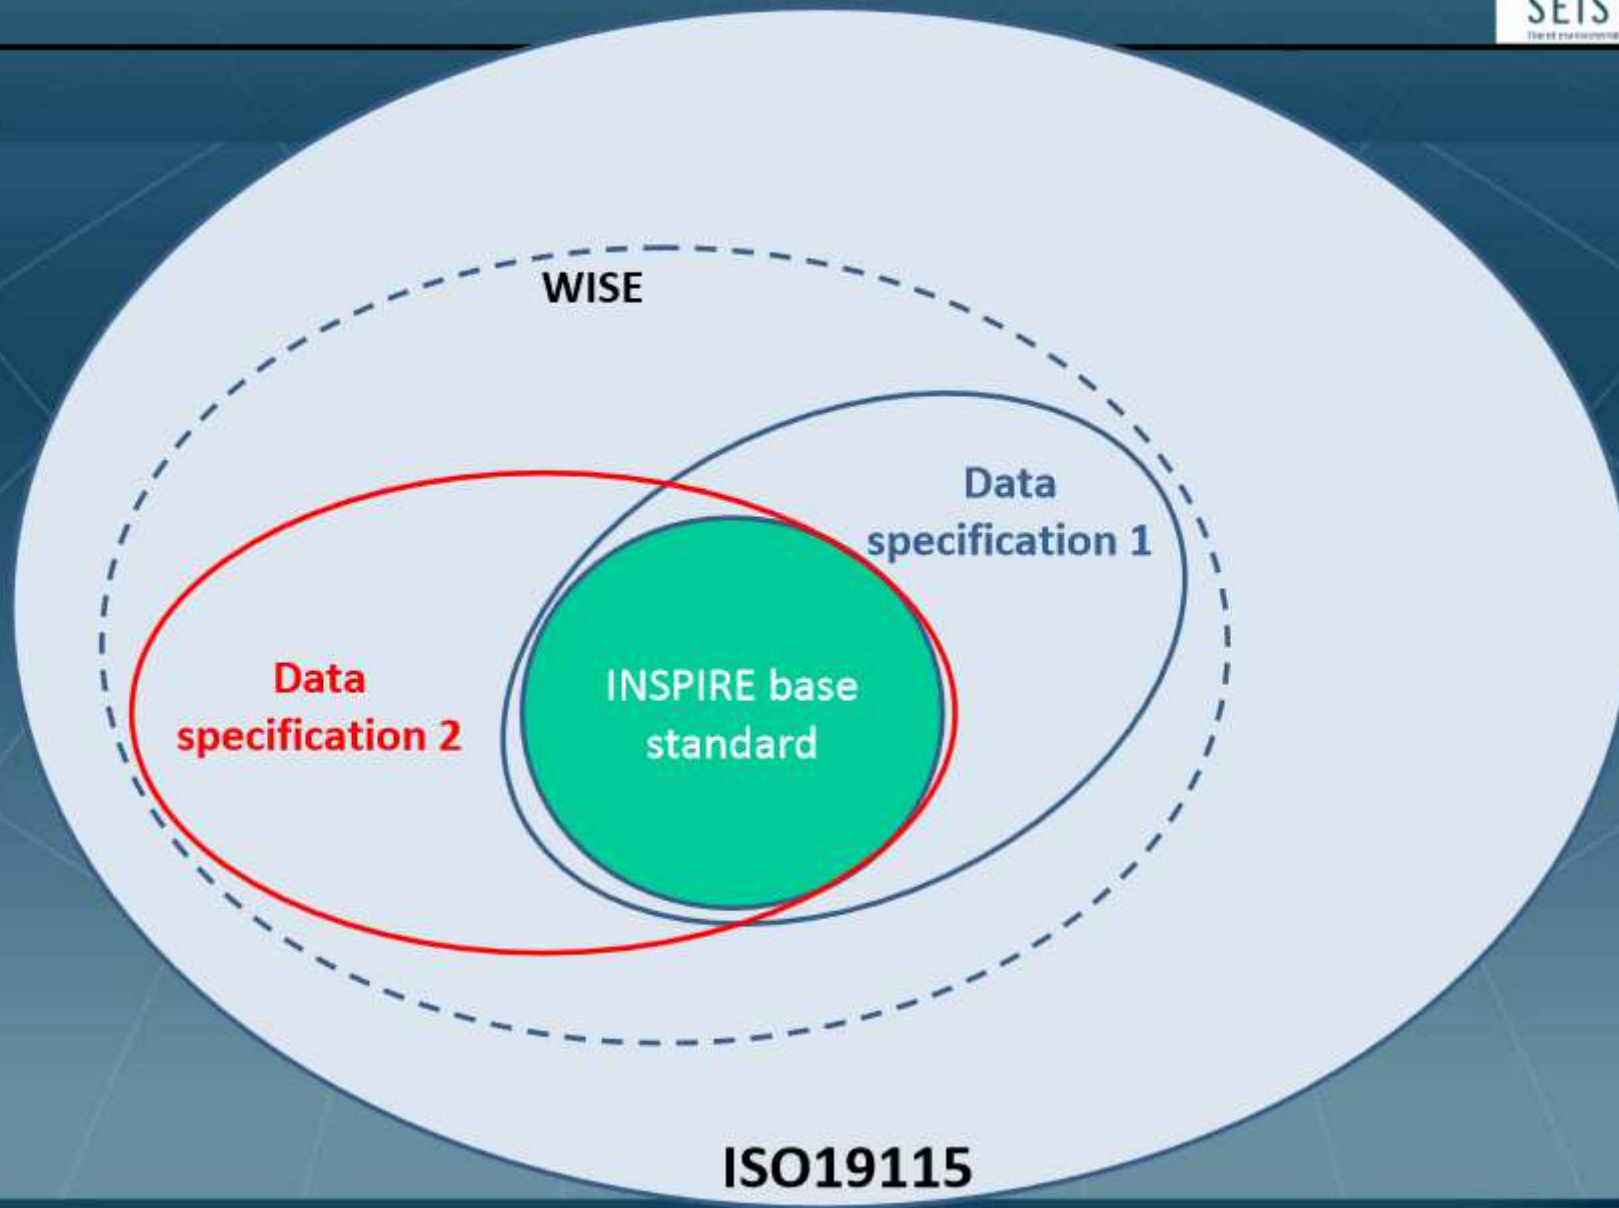 SEIS
WISE
Data
specification 1
Data
specification 2
INSPIRE base
standard
ISO19115